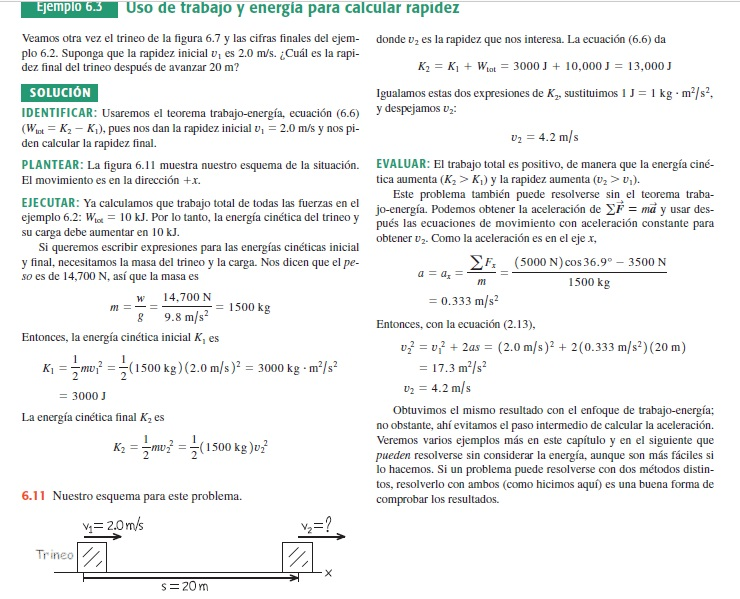 Ejemplo 6.3 Uso de trabajo y energía para calcular rapidez
Veamos otra vez el trineo de la figura 6.7 y las cifras finales del ejem-
plo 6.2. Suponga que la rapidez inicial v₁ es 2.0 m/s. ¿Cuál es la rapi-
dez final del trineo después de avanzar 20 m?
SOLUCIÓN
IDENTIFICAR: Usaremos el teorema trabajo-energía, ecuación (6.6)
(Wtot = K₂ − K₁), pues nos dan la rapidez inicial v₁ = 2.0 m/s y nos pi-
den calcular la rapidez final.
PLANTEAR: La figura 6.11 muestra nuestro esquema de la situación.
El movimiento es en la dirección +x.
EJECUTAR: Ya calculamos que trabajo total de todas las fuerzas en el
ejemplo 6.2: Wtot = 10 kJ. Por lo tanto, la energía cinética del trineo y
su carga debe aumentar en 10 kJ.
Si queremos escribir expresiones para las energías cinéticas inicial
y final, necesitamos la masa del trineo y la carga. Nos dicen que el pe-
so es de 14,700 N, así que la masa es
m = w/g = 14,700 N / 9.8 m/s² = 1500 kg
Entonces, la energía cinética inicial K₁ es
K₁ = 1/2 mv₁² = 1/2 (1500 kg)(2.0 m/s)² = 3000 kg · m²/s²
= 3000 J
La energía cinética final K₂ es
K₂ = 1/2 mv₂² = 1/2 (1500 kg)v₂²
6.11 Nuestro esquema para este problema.
v₁ = 2.0 m/s v₂ = ?
Trineo
x
s = 20 m
donde v₂ es la rapidez que nos interesa. La ecuación (6.6) da
K₂ = K₁ + Wtot = 3000 J + 10,000 J = 13,000 J
Igualamos estas dos expresiones de K₂, sustituimos 1 J = 1 kg · m²/s²,
y despejamos v₂:
v₂ = 4.2 m/s
EVALUAR: El trabajo total es positivo, de manera que la energía ciné-
tica aumenta (K₂ > K₁) y la rapidez aumenta (v₂ > v₁).
Este problema también puede resolverse sin el teorema traba-
jo-energía. Podemos obtener la aceleración de ΣF⃗ = ma⃗ y usar des-
pués las ecuaciones de movimiento con aceleración constante para
obtener v₂. Como la aceleración es en el eje x,
a = aₓ = ΣFₓ/m = (5000 N) cos 36.9° − 3500 N / 1500 kg
= 0.333 m/s²
Entonces, con la ecuación (2.13),
v₂² = v₁² + 2as = (2.0 m/s)² + 2(0.333 m/s²)(20 m)
= 17.3 m²/s²
v₂ = 4.2 m/s
Obtuvimos el mismo resultado con el enfoque de trabajo-energía;
no obstante, ahí evitamos el paso intermedio de calcular la aceleración.
Veremos varios ejemplos más en este capítulo y en el siguiente que
pueden resolverse sin considerar la energía, aunque son más fáciles si
lo hacemos. Si un problema puede resolverse con dos métodos distin-
tos, resolverlo con ambos (como hicimos aquí) es una buena forma de
comprobar los resultados.